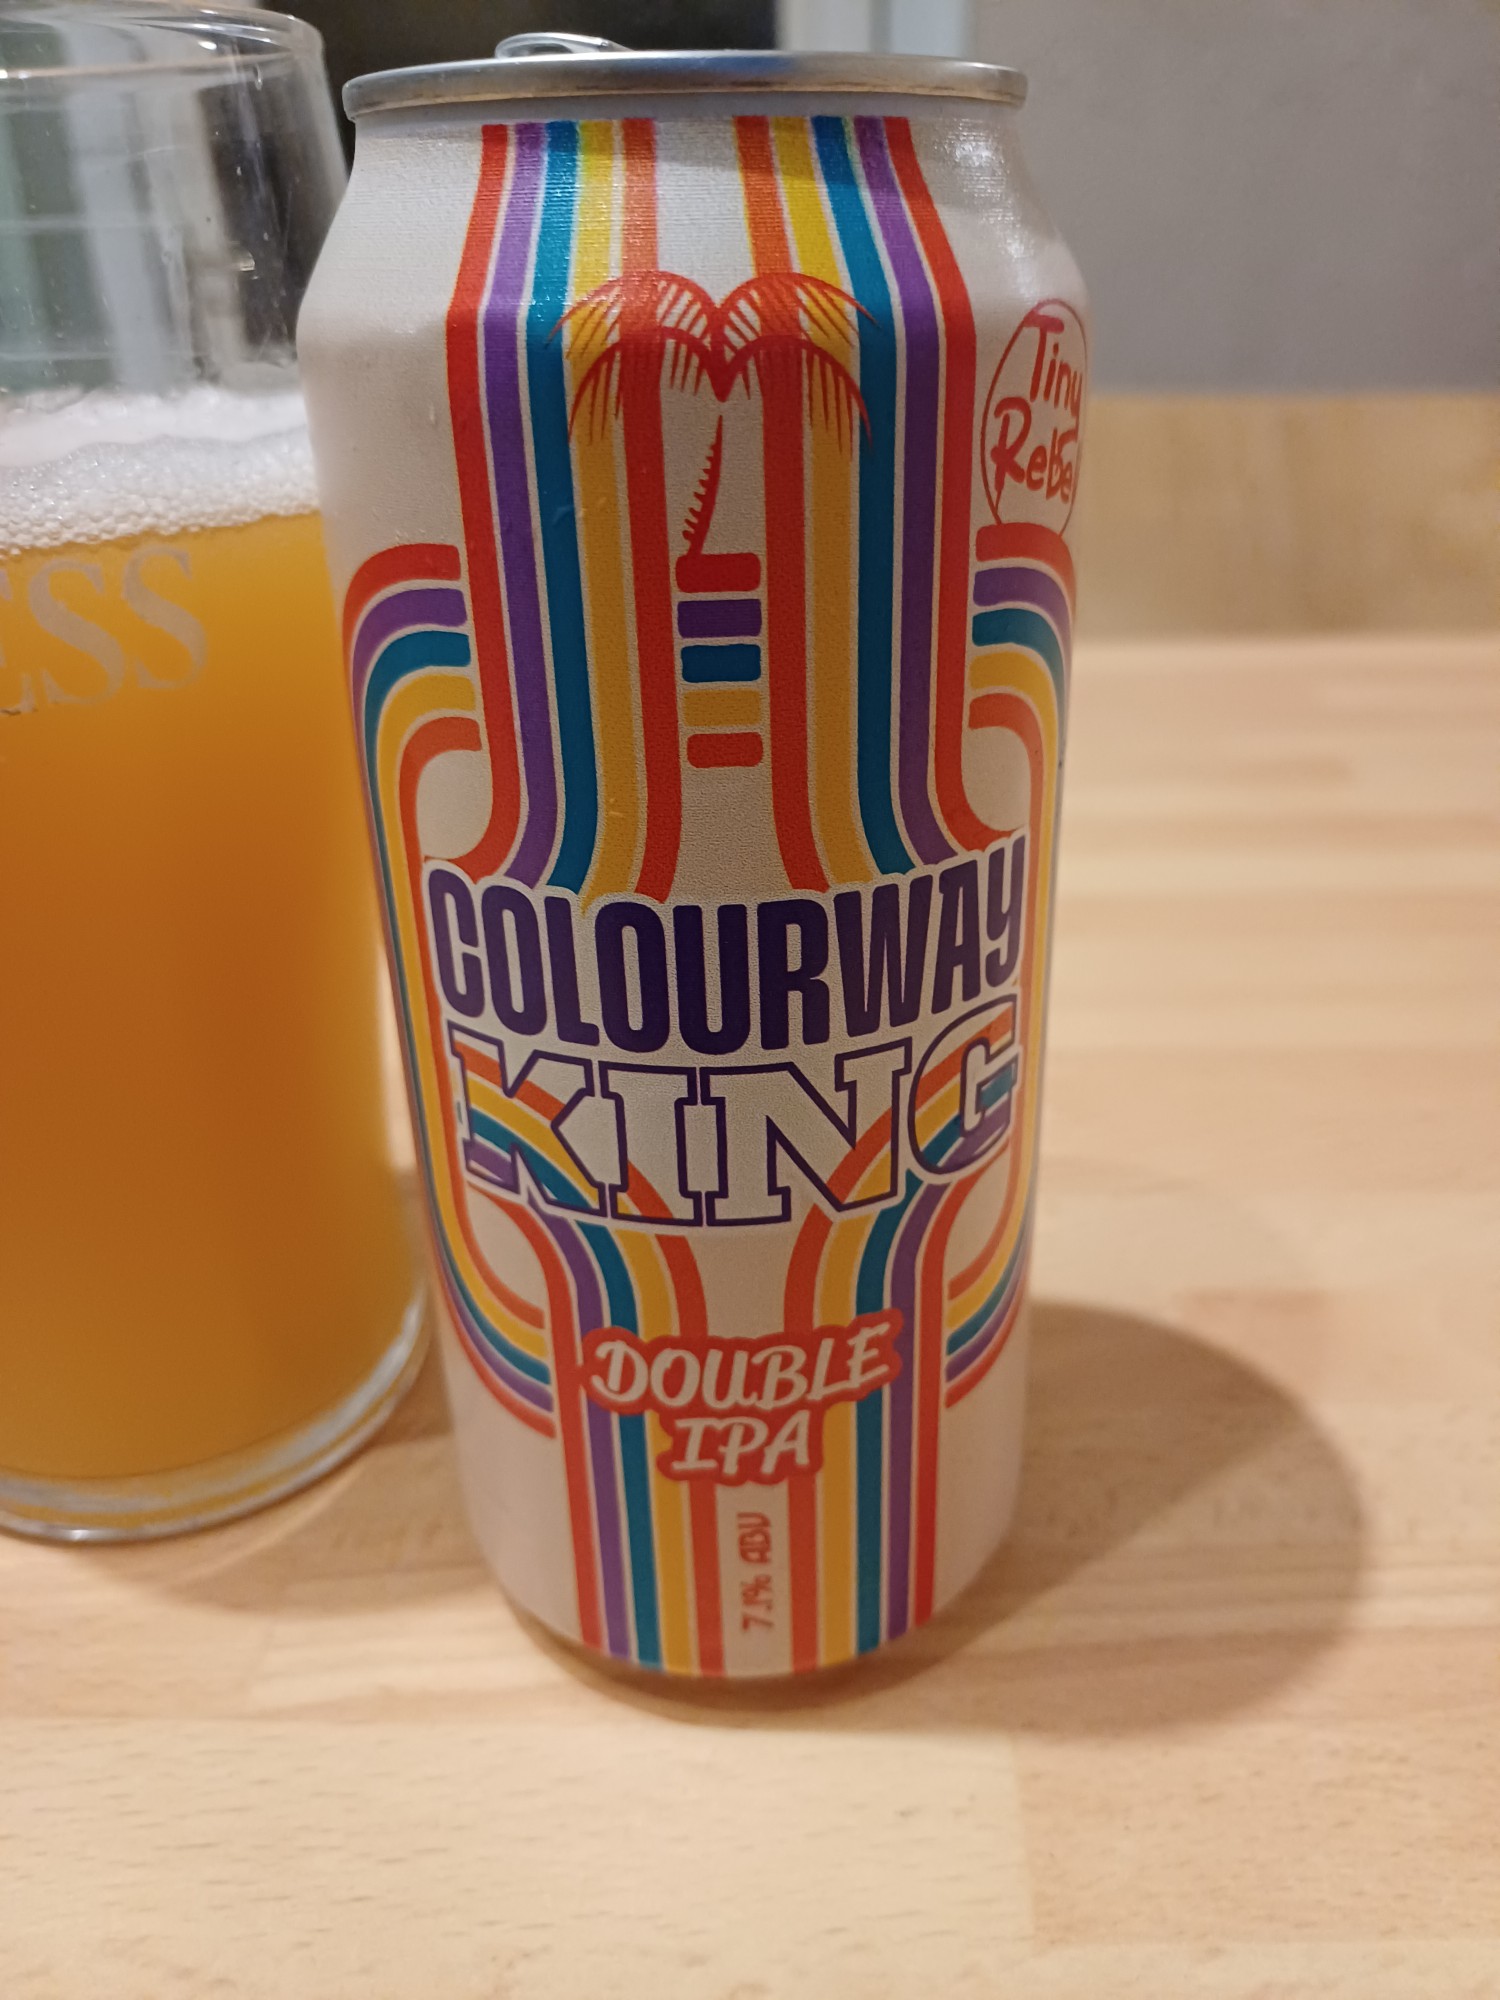 Tiny
Rebel
ESS
COLOURWAY
KING
DOUBLE
IPA
7.1% ABV